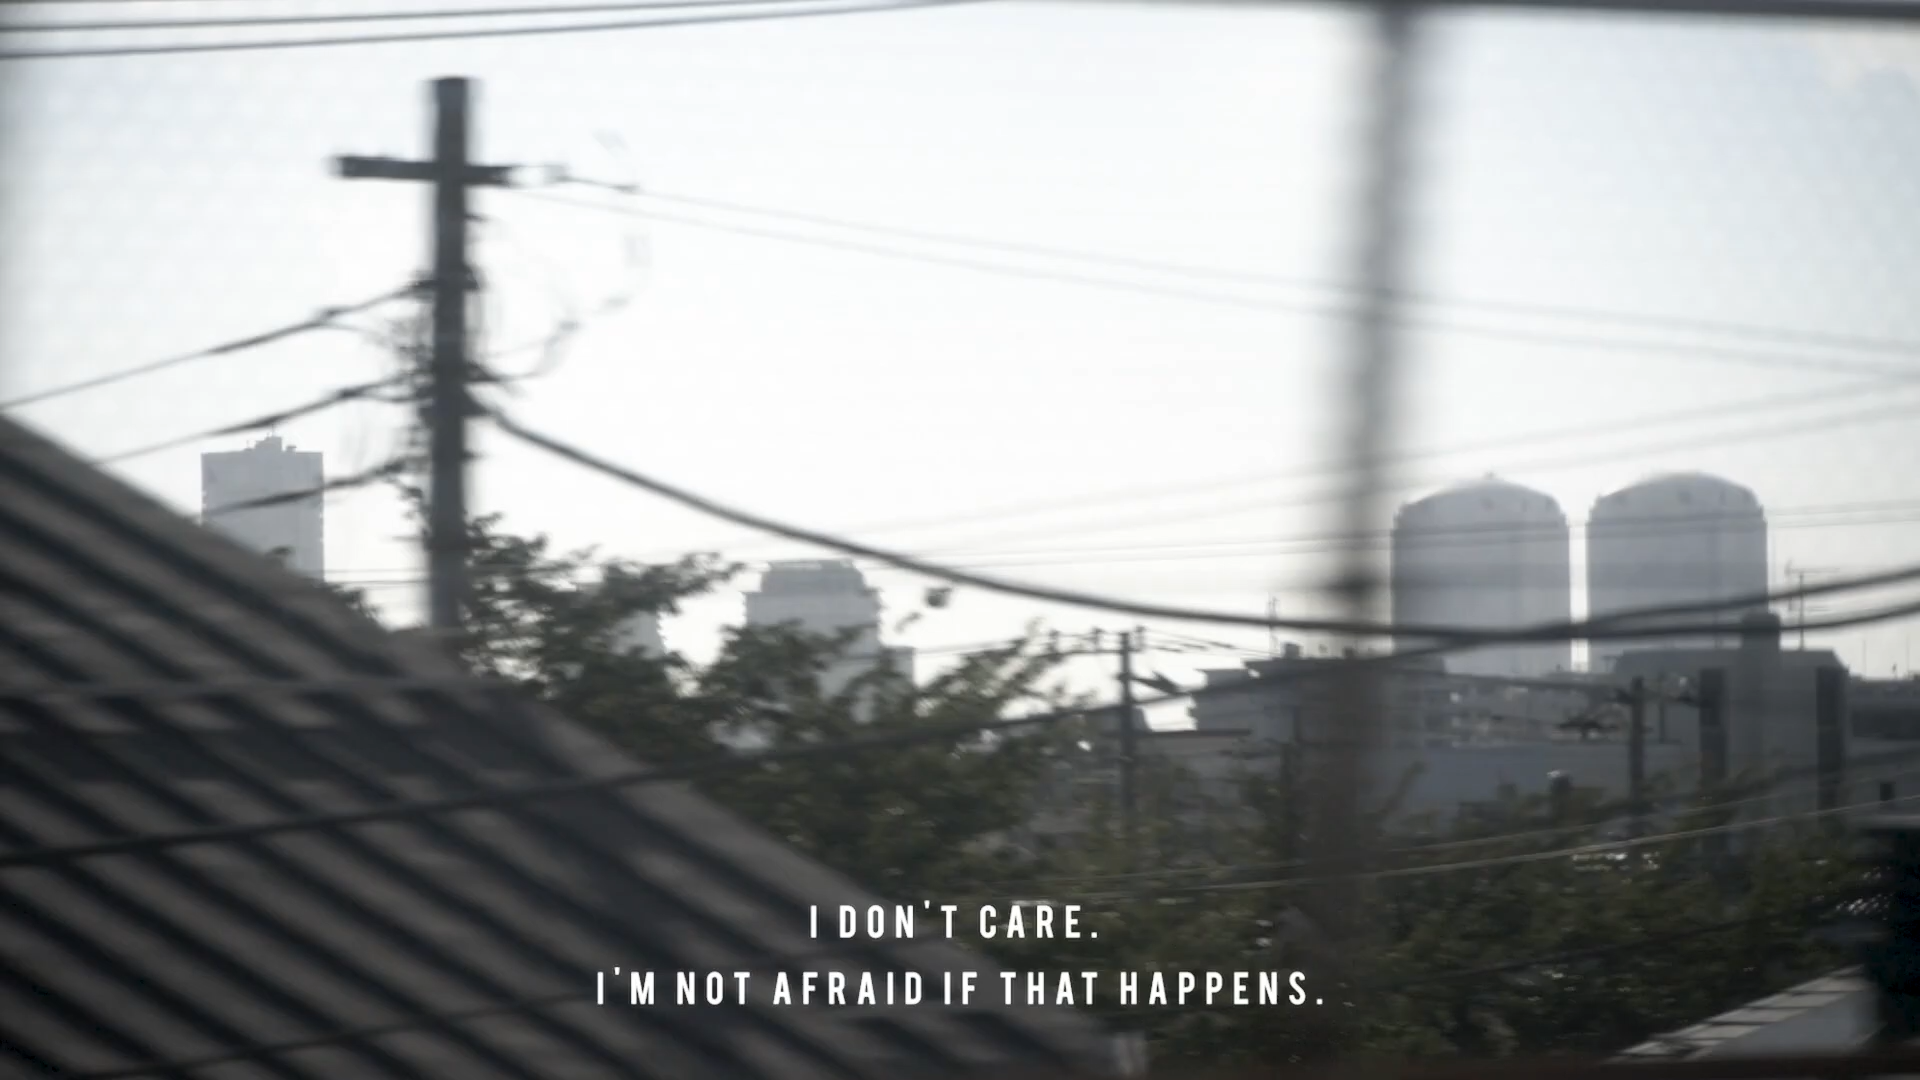 I DON'T CARE.
I'M NOT AFRAID IF THAT HAPPENS.